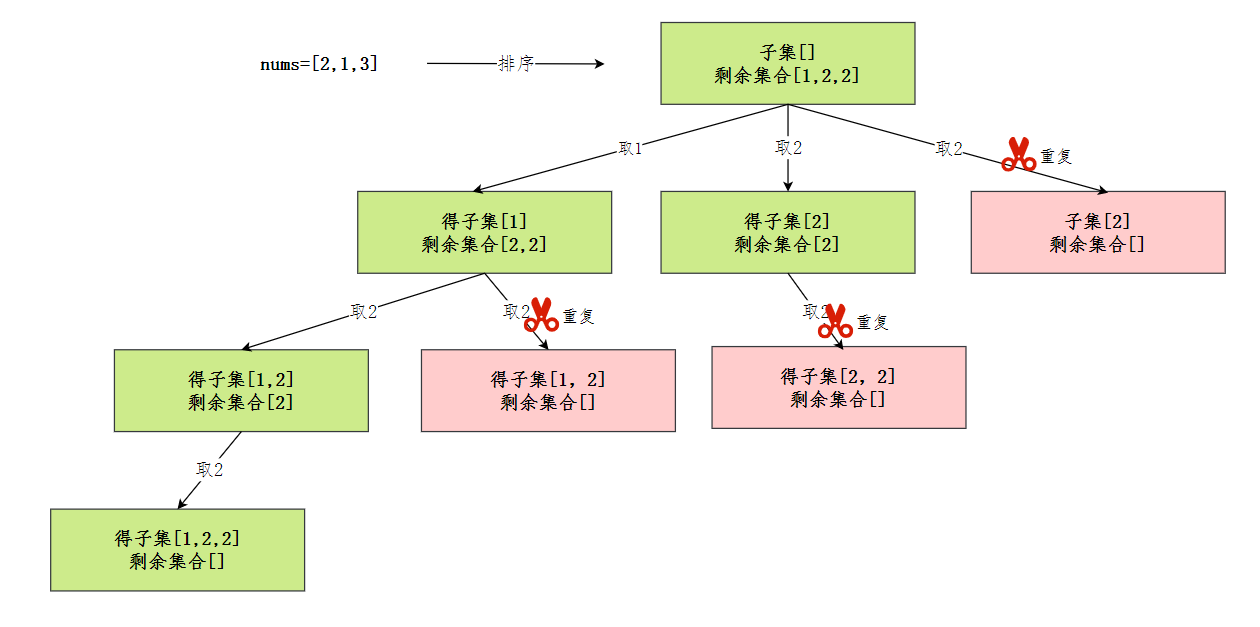 nums=[2,1,3]
排序
子集[]
剩余集合[1,2,2]
取1
取2
取2
重复
得子集[1]
剩余集合[2,2]
得子集[2]
剩余集合[2]
子集[2]
剩余集合[]
取2
取2
重复
取2
重复
得子集[1,2]
剩余集合[2]
得子集[1, 2]
剩余集合[]
得子集[2, 2]
剩余集合[]
取2
得子集[1,2,2]
剩余集合[]